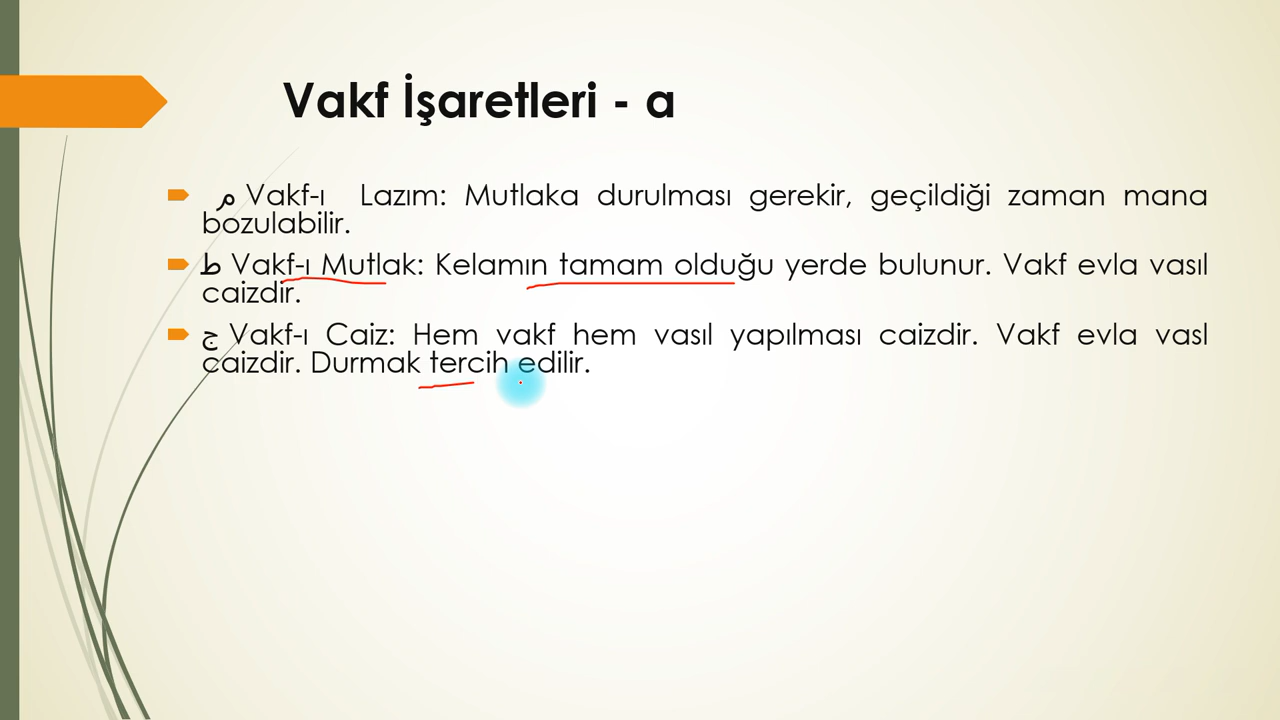 Vakf İşaretleri - a
م Vakf-ı Lazım: Mutlaka durulması gerekir, geçildiği zaman mana
bozulabilir.
ط Vakf-ı Mutlak: Kelamın tamam olduğu yerde bulunur. Vakf evla vasıl
caizdir.
ج Vakf-ı Caiz: Hem vakf hem vasıl yapılması caizdir. Vakf evla vasl
caizdir. Durmak tercih edilir.